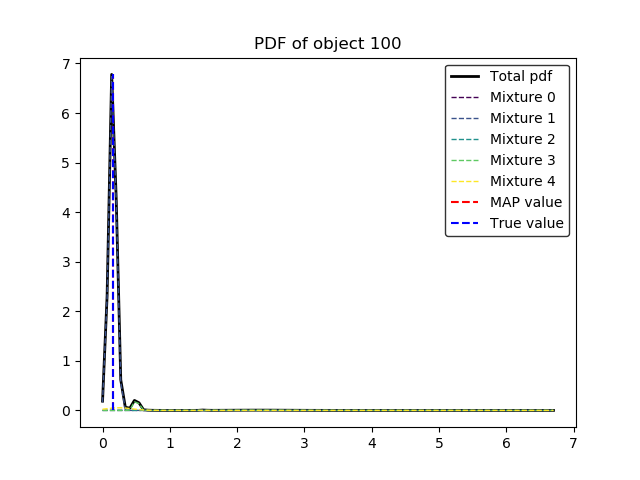 PDF of object 100
7
6
5
4
3
2
1
0
Total pdf
Mixture 0
Mixture 1
Mixture 2
Mixture 3
Mixture 4
MAP value
True value
0 1 2 3 4 5 6 7